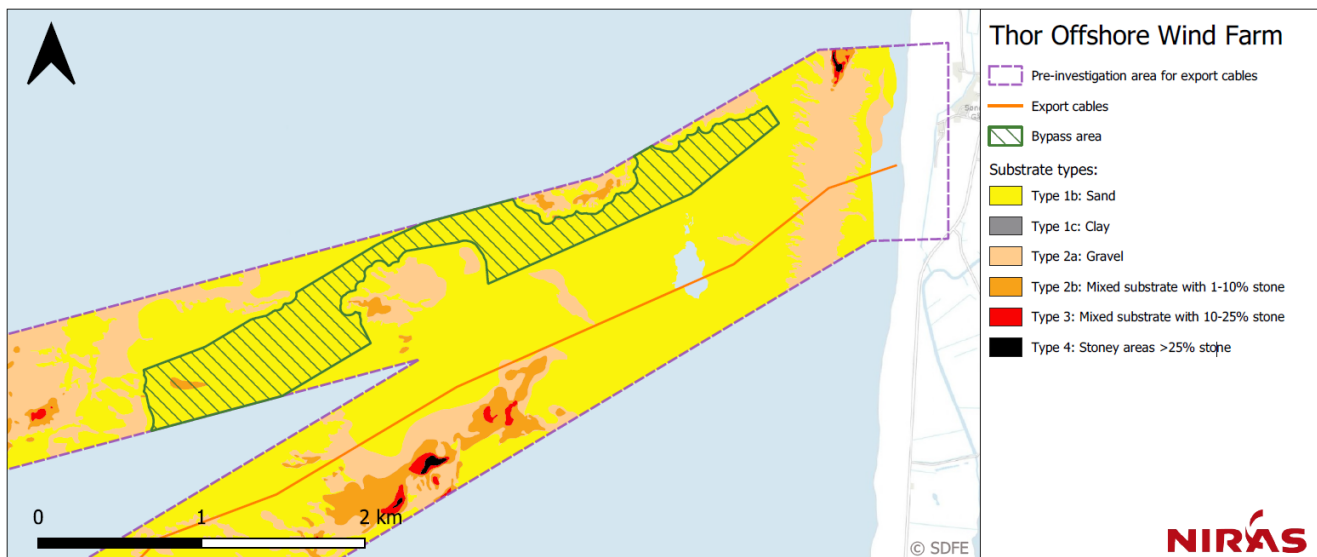 Thor Offshore Wind Farm
Pre-investigation area for export cables
Export cables
Bypass area
Substrate types:
Type 1b: Sand
Type 1c: Clay
Type 2a: Gravel
Type 2b: Mixed substrate with 1-10% stone
Type 3: Mixed substrate with 10-25% stone
Type 4: Stoney areas >25% stone
0 1 2 km
© SDFE
NIRAS